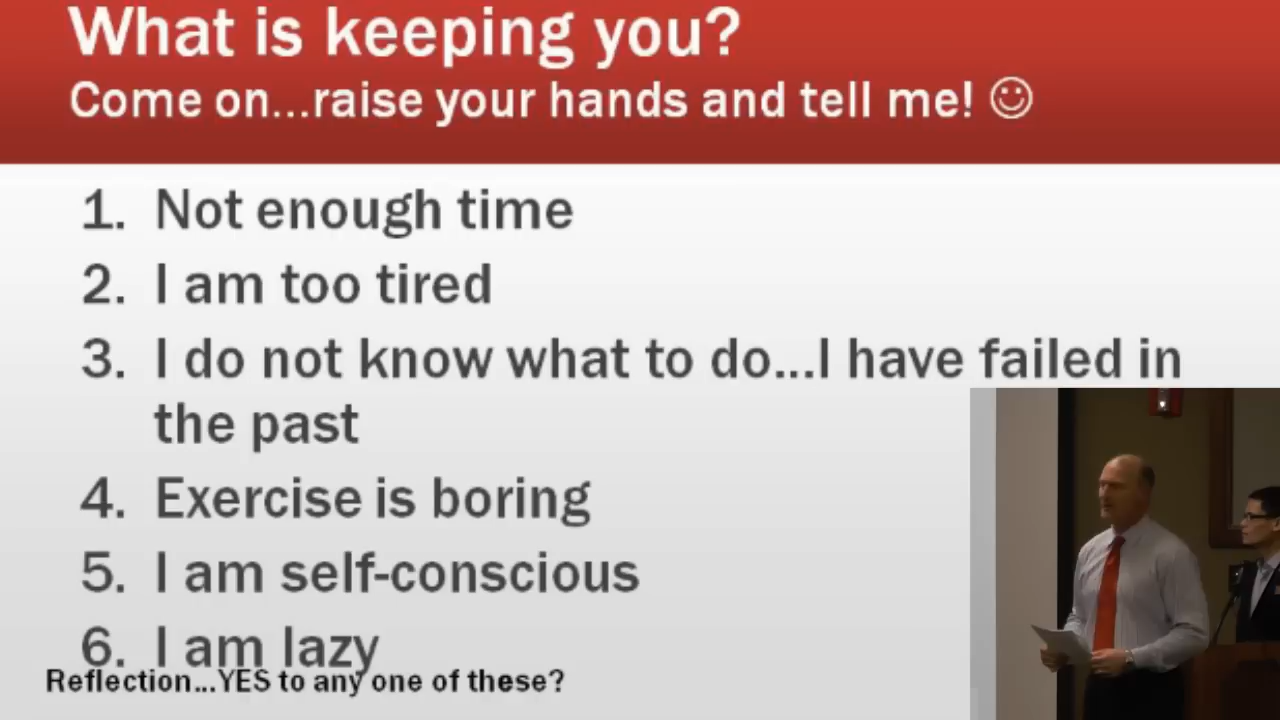 What is keeping you?
Come on...raise your hands and tell me! ☺
1. Not enough time
2. I am too tired
3. I do not know what to do...I have failed in
the past
4. Exercise is boring
5. I am self-conscious
6. I am lazy
Reflection...YES to any one of these?